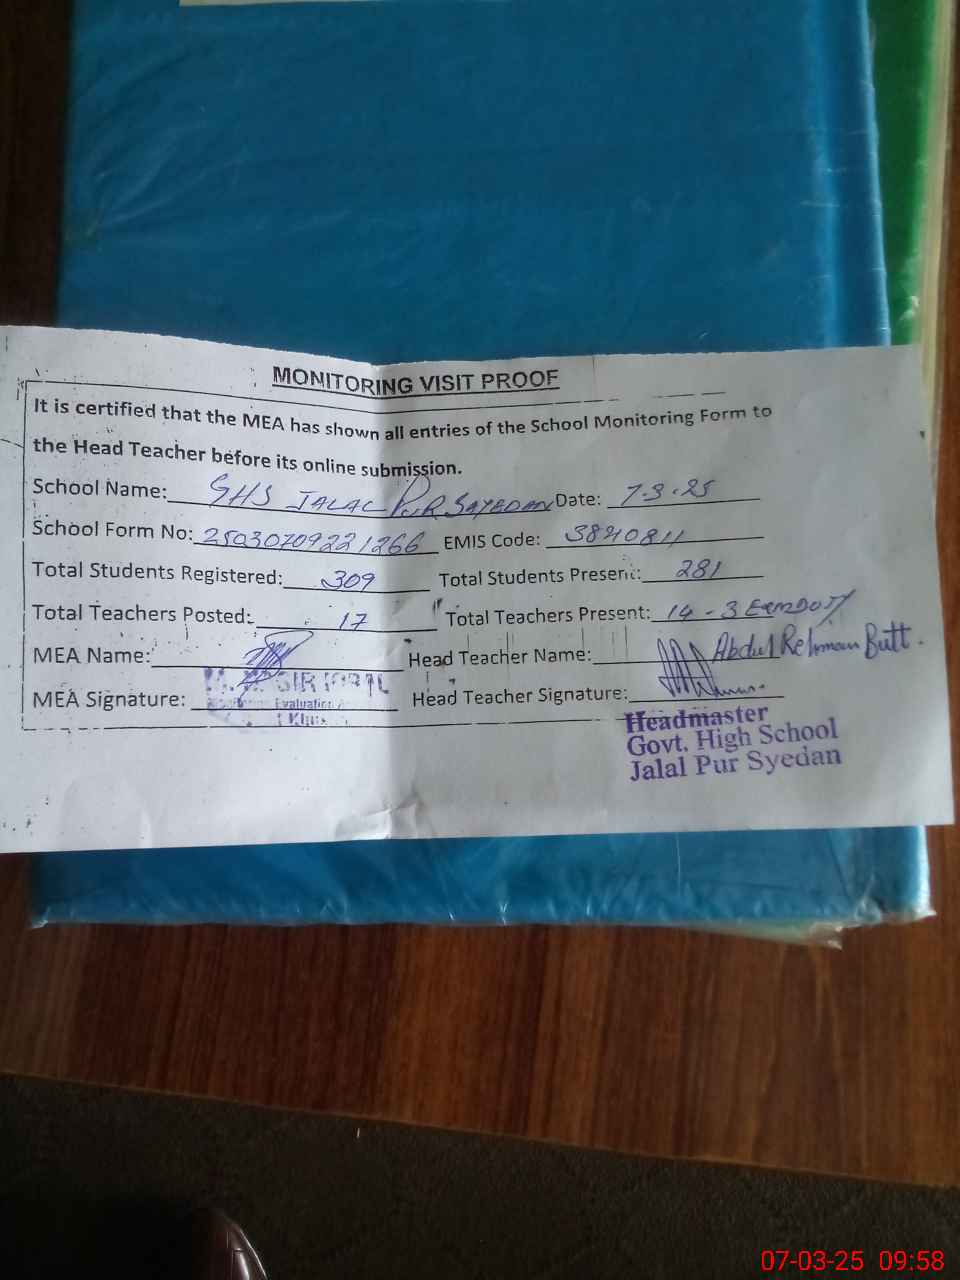 MONITORING VISIT PROOF
It is certified that the MEA has shown all entries of the School Monitoring Form to
the Head Teacher before its online submission.
School Name: GHS JALAL PUR SAYEDAN Date: 7-3-25
School Form No: 25030709221266 EMIS Code: 3840811
Total Students Registered: 309 Total Students Present: 281
Total Teachers Posted: 17 Total Teachers Present: 14 - 3
MEA Name: Head Teacher Name: Abdul Rehman Butt.
MEA Signature: Head Teacher Signature:
Evaluation
Headmaster
Govt. High School
Jalal Pur Syedan
07-03-25 09:58